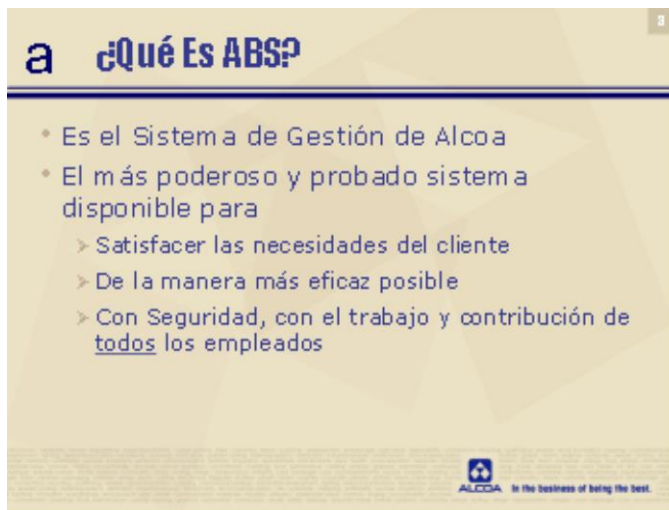 3
a ¿Qué Es ABS?
Es el Sistema de Gestión de Alcoa
El más poderoso y probado sistema
disponible para
Satisfacer las necesidades del cliente
De la manera más eficaz posible
Con Seguridad, con el trabajo y contribución de
todos los empleados
ALCOA In the business of being the best.